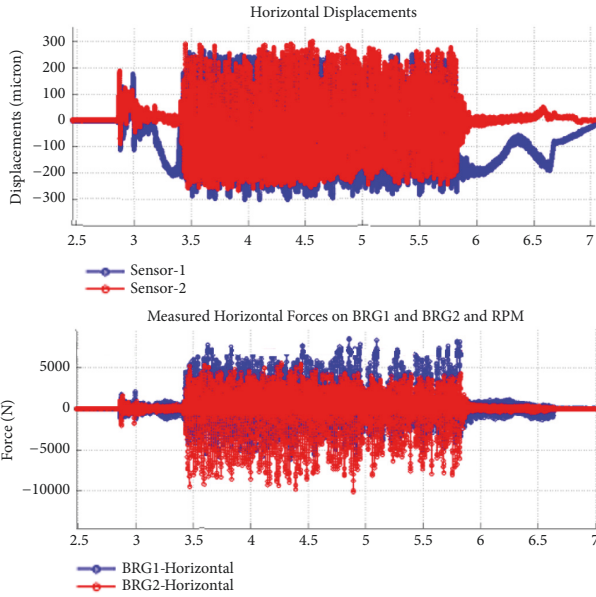 Horizontal Displacements
Displacements (micron)
300
200
100
0
−100
−200
−300
2.5 3 3.5 4 4.5 5 5.5 6 6.5 7
Sensor-1
Sensor-2
Measured Horizontal Forces on BRG1 and BRG2 and RPM
Force (N)
5000
0
−5000
−10000
2.5 3 3.5 4 4.5 5 5.5 6 6.5 7
BRG1-Horizontal
BRG2-Horizontal